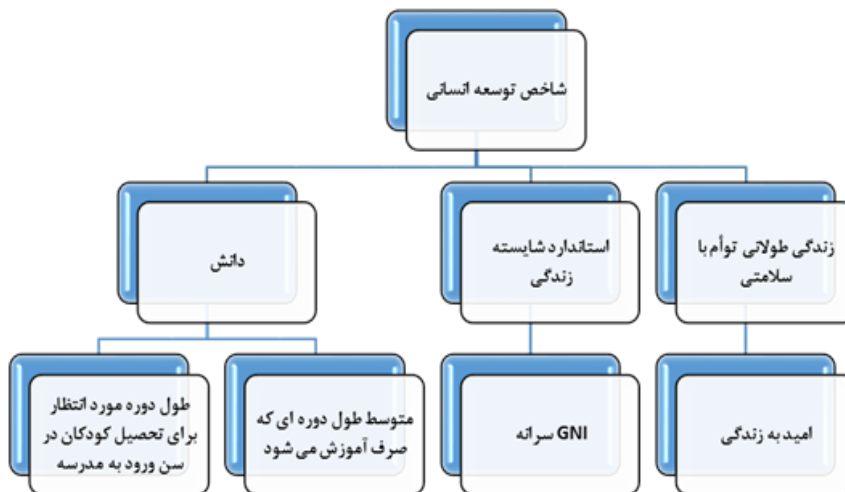 شاخص توسعه انسانی
زندگی طولانی توأم با
سلامتی
استاندارد شایسته
زندگی
دانش
امید به زندگی
GNI سرانه
متوسط طول دوره ای که
صرف آموزش می شود
طول دوره مورد انتظار
برای تحصیل کودکان در
سن ورود به مدرسه